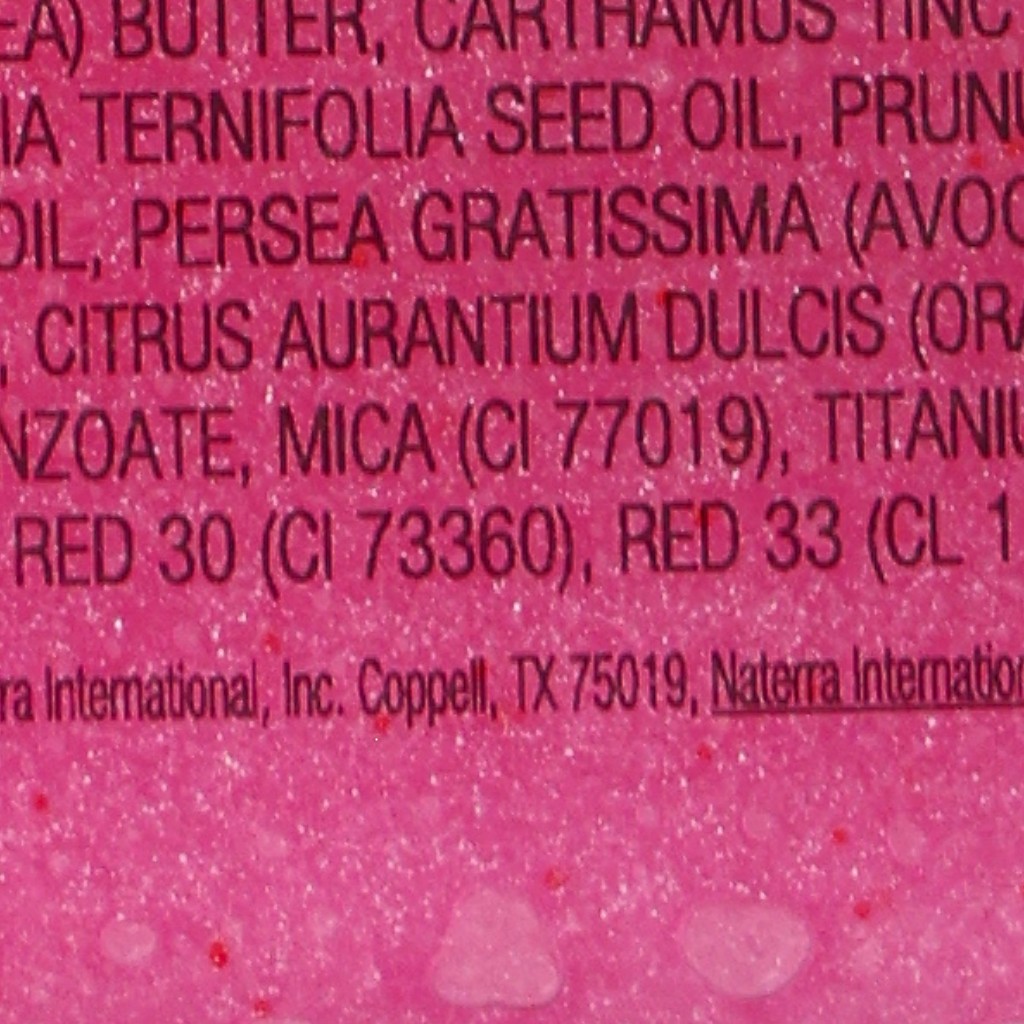 EA) BUTTER, CARTHAMUS TINC
IA TERNIFOLIA SEED OIL, PRUNU
OIL, PERSEA GRATISSIMA (AVOC
, CITRUS AURANTIUM DULCIS (ORA
NZOATE, MICA (CI 77019), TITANIU
RED 30 (CI 73360), RED 33 (CL 1
ra International, Inc. Coppell, TX 75019, Naterra Internation